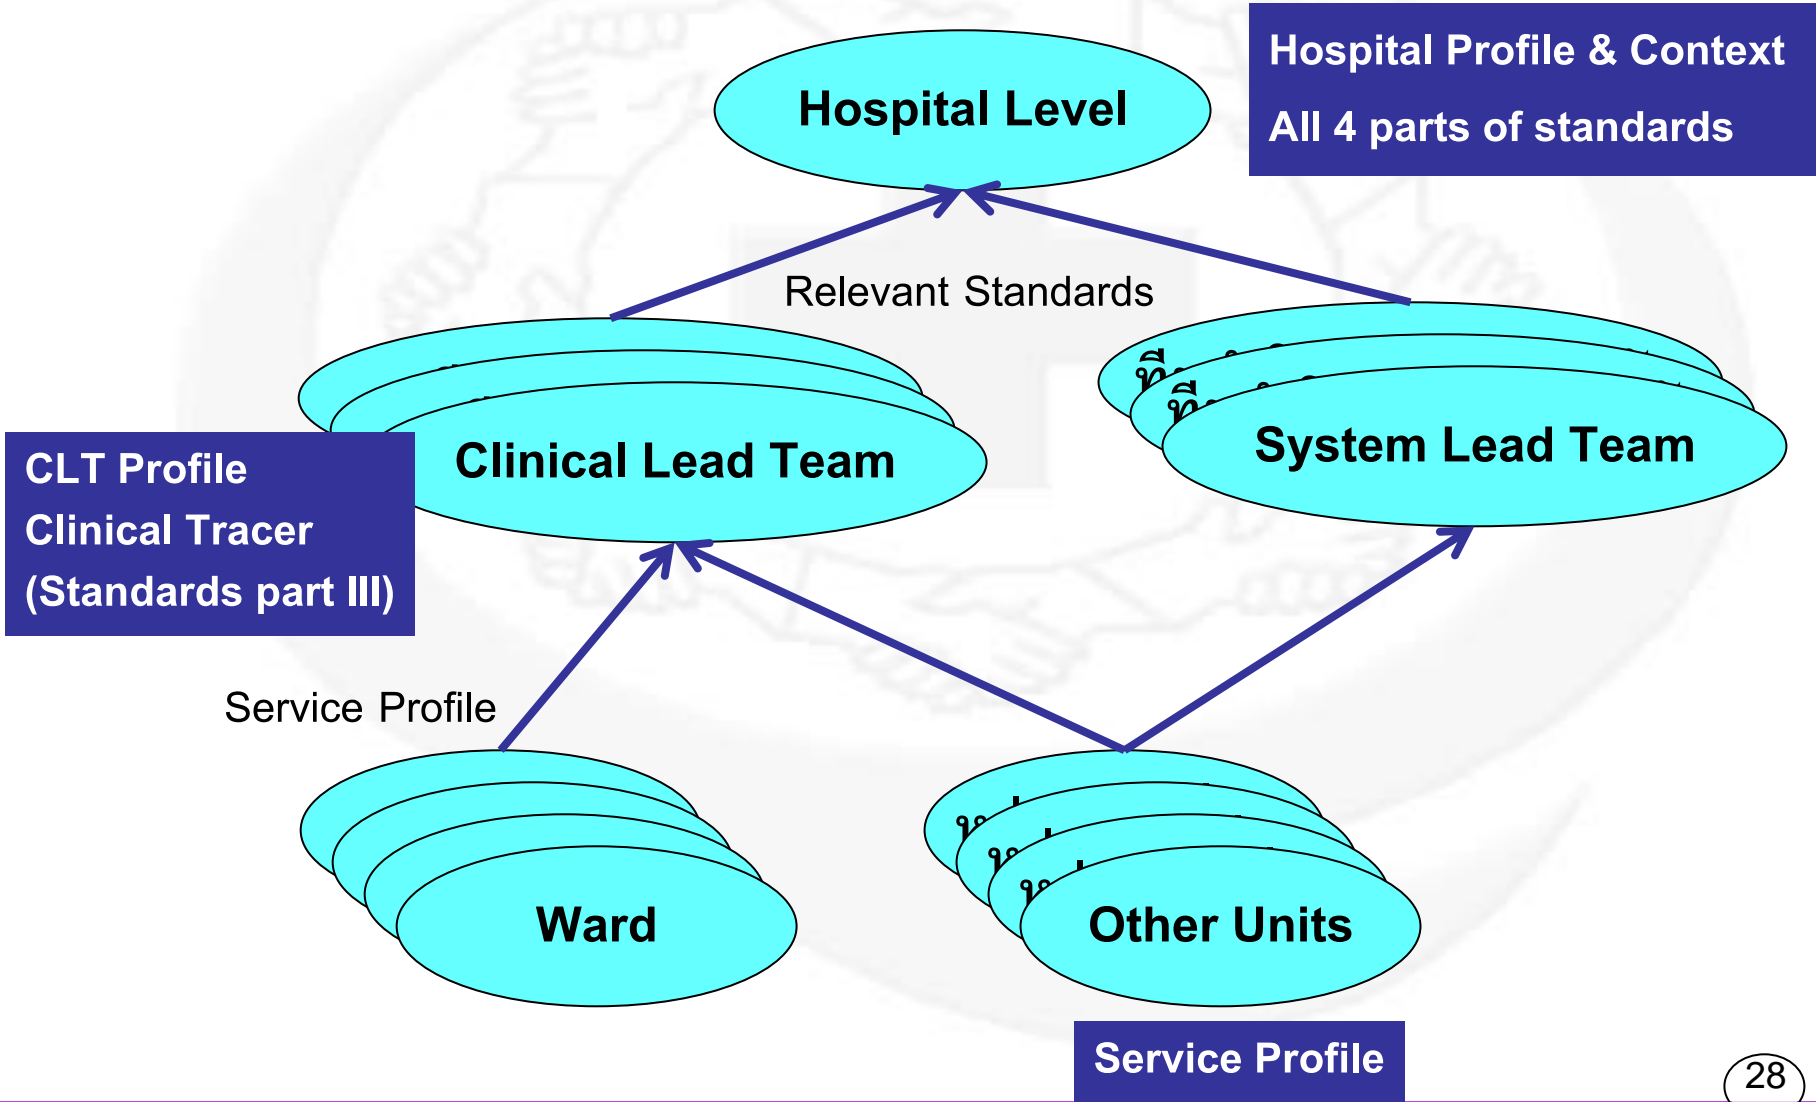 Hospital Profile & Context
All 4 parts of standards
Hospital Level
Relevant Standards
Clinical Lead Team
System Lead Team
CLT Profile
Clinical Tracer
(Standards part III)
Service Profile
Ward
Other Units
Service Profile
28